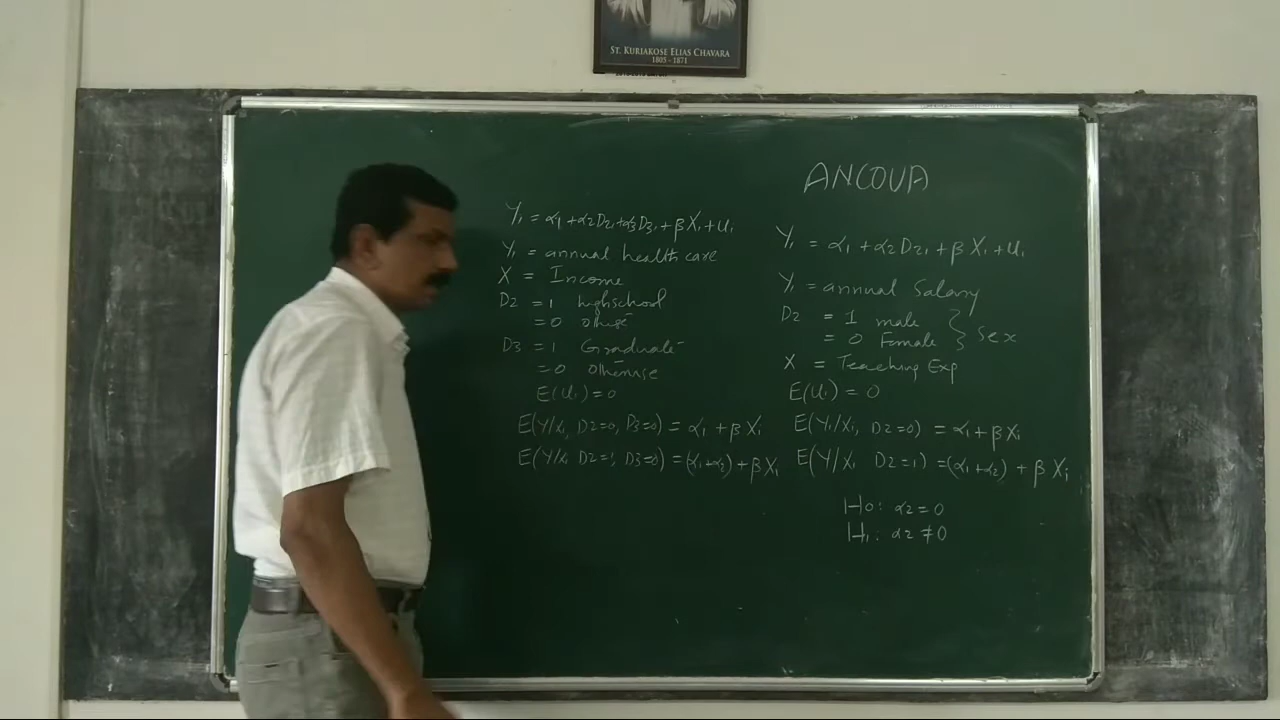 ST. KURIAKOSE ELIAS CHAVARA
1805 - 1871
ANCOVA
Yi = α1 + α2D2i + α3D3i + βXi + Ui
Yi = annual health care
X = Income
D2 = 1 highschool
= 0 othise
D3 = 1 Graduate
= 0 Otherwise
E(Ui) = 0
E(Y/Xi, D2=0, D3=0) = α1 + βXi
E(Y/Xi D2=1, D3=0) = (α1+α2) + βXi
Yi = α1 + α2D2i + βXi + Ui
Yi = annual Salary
D2 = 1 male
= 0 Female } Sex
X = Teaching Exp
E(Ui) = 0
E(Yi/Xi, D2=0) = α1 + βXi
E(Y/Xi D2=1) = (α1+α2) + βXi
H0: α2 = 0
H1: α2 ≠ 0